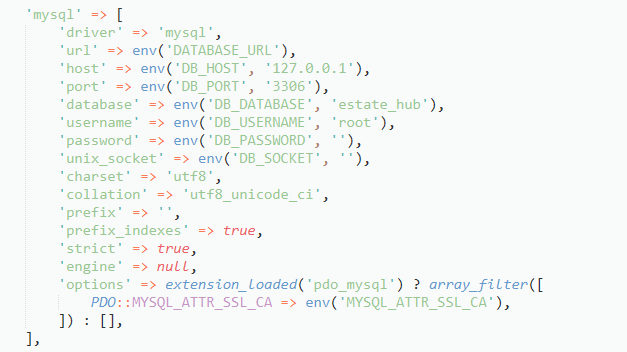 'mysql' => [
    'driver' => 'mysql',
    'url' => env('DATABASE_URL'),
    'host' => env('DB_HOST', '127.0.0.1'),
    'port' => env('DB_PORT', '3306'),
    'database' => env('DB_DATABASE', 'estate_hub'),
    'username' => env('DB_USERNAME', 'root'),
    'password' => env('DB_PASSWORD', ''),
    'unix_socket' => env('DB_SOCKET', ''),
    'charset' => 'utf8',
    'collation' => 'utf8_unicode_ci',
    'prefix' => '',
    'prefix_indexes' => true,
    'strict' => true,
    'engine' => null,
    'options' => extension_loaded('pdo_mysql') ? array_filter([
        PDO::MYSQL_ATTR_SSL_CA => env('MYSQL_ATTR_SSL_CA'),
    ]) : [],
],